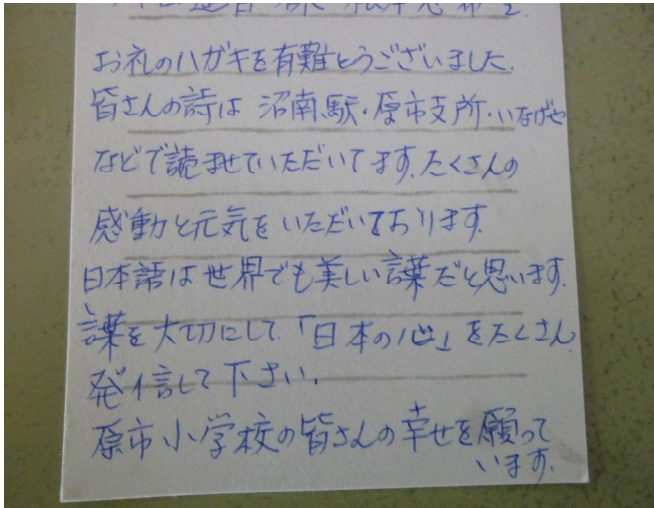 お礼のハガキを有難とうございました.
皆さんの詩は 沼南駅・原市支所・いなげや
などで読ませていただいてます.たくさんの
感動と元気をいただいております.
日本語は世界でも美しい言葉だと思います.
言葉を大切にして.「日本の心」をたくさん
発信して下さい.
原市小学校の皆さんの幸せを願って
います.